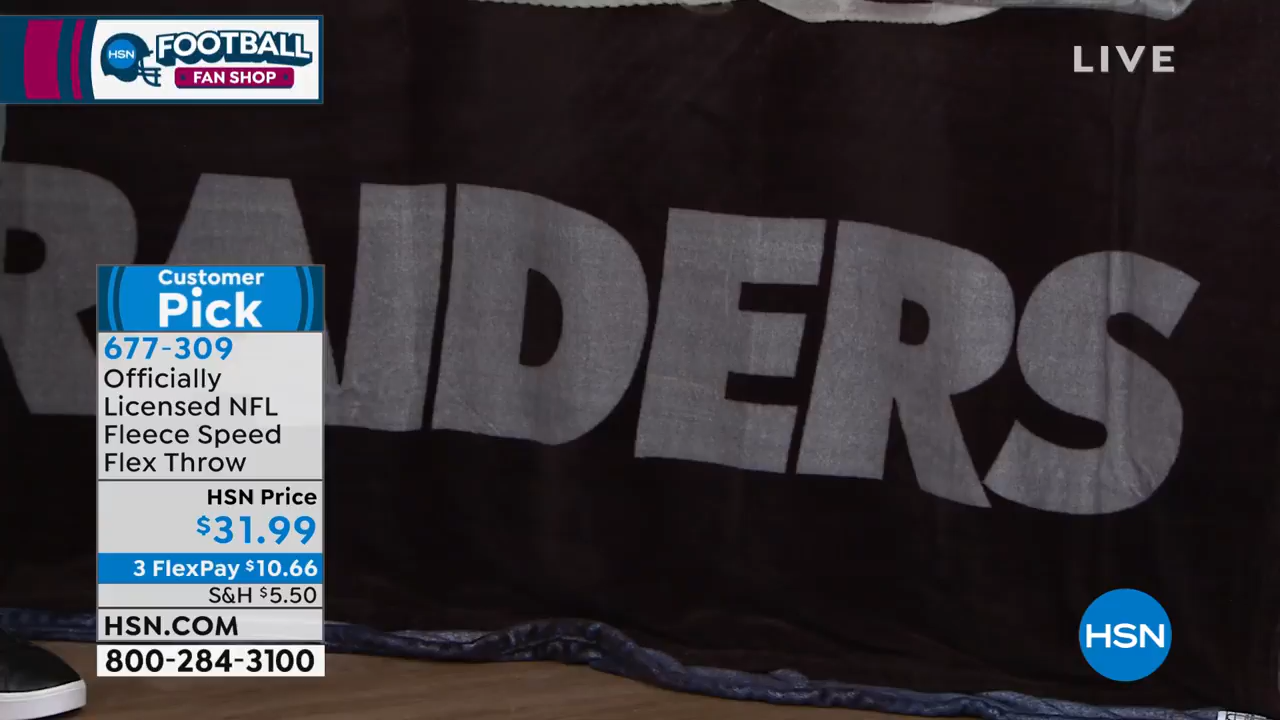 HSN
FOOTBALL
FAN SHOP
LIVE
RAIDERS
Customer
Pick
677-309
Officially
Licensed NFL
Fleece Speed
Flex Throw
HSN Price
$31.99
3 FlexPay $10.66
S&H $5.50
HSN.COM
800-284-3100
HSN